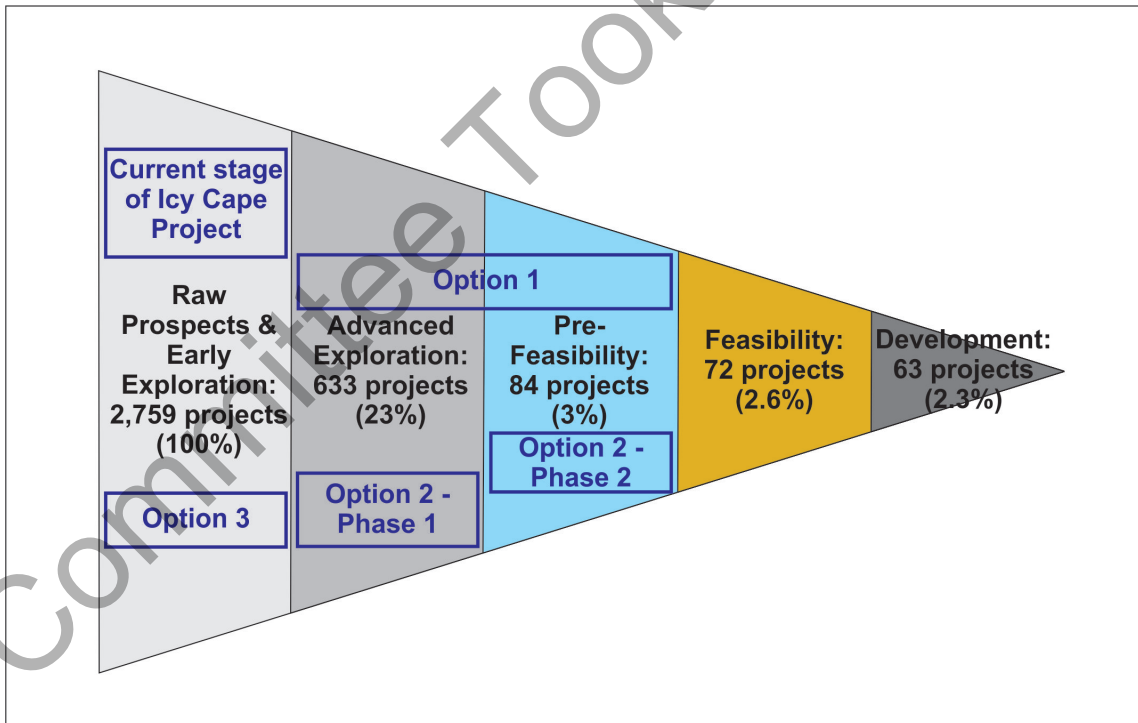 Current stage
of Icy Cape
Project
Raw
Prospects &
Early
Exploration:
2,759 projects
(100%)
Option 3
Option 1
Advanced
Exploration:
633 projects
(23%)
Option 2 -
Phase 1
Pre-
Feasibility:
84 projects
(3%)
Option 2 -
Phase 2
Feasibility:
72 projects
(2.6%)
Development:
63 projects
(2.3%)
Committee Took